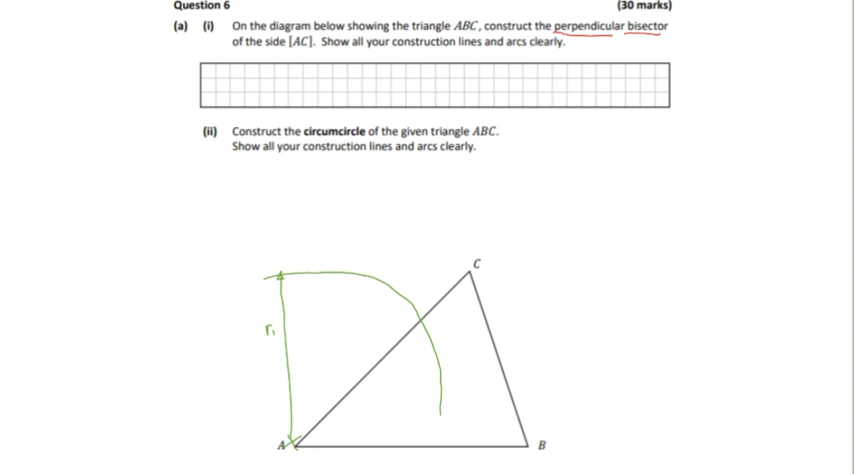 Question 6
(30 marks)
(a) (i) On the diagram below showing the triangle ABC, construct the perpendicular bisector
of the side [AC]. Show all your construction lines and arcs clearly.
(ii) Construct the circumcircle of the given triangle ABC.
Show all your construction lines and arcs clearly.
C
r₁
A
B